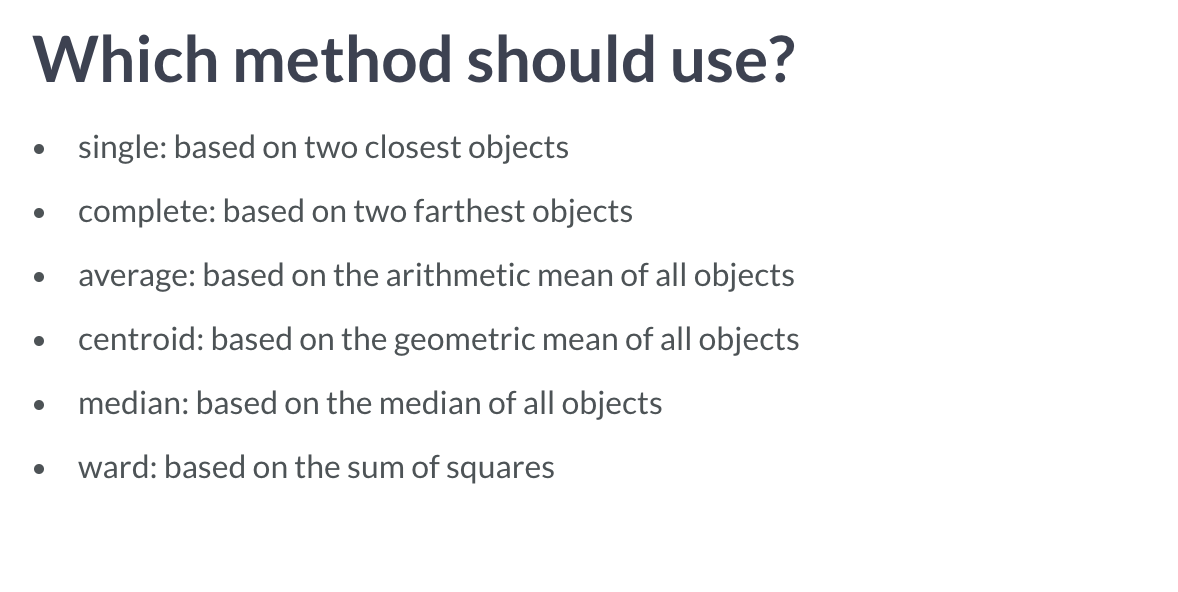 Which method should use?
• single: based on two closest objects
• complete: based on two farthest objects
• average: based on the arithmetic mean of all objects
• centroid: based on the geometric mean of all objects
• median: based on the median of all objects
• ward: based on the sum of squares